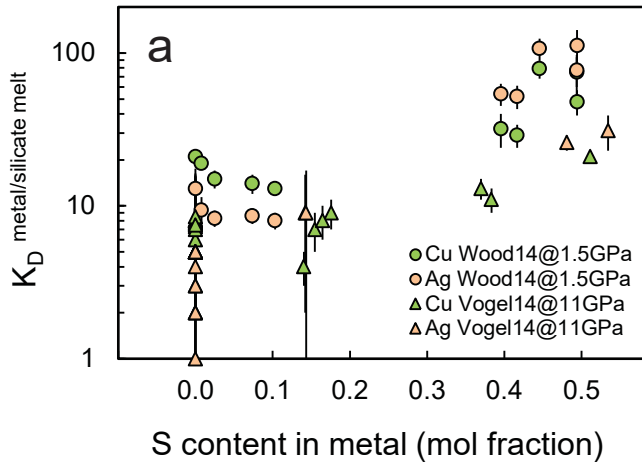 a
100
10
1
K_D metal/silicate melt
Cu Wood14@1.5GPa
Ag Wood14@1.5GPa
Cu Vogel14@11GPa
Ag Vogel14@11GPa
0.0 0.1 0.2 0.3 0.4 0.5
S content in metal (mol fraction)